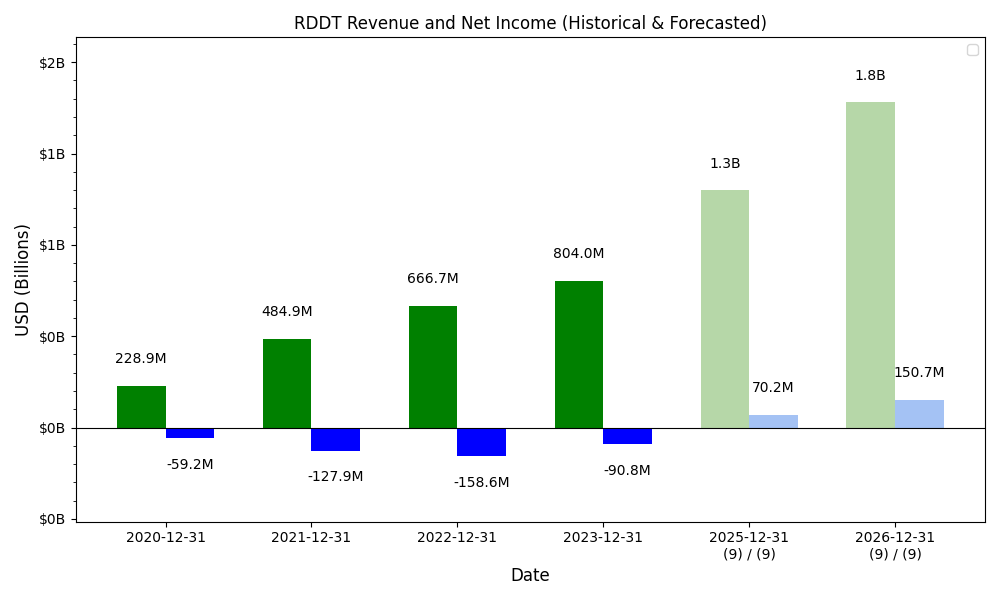 RDDT Revenue and Net Income (Historical & Forecasted)
USD (Billions)
$2B
$1B
$1B
$0B
$0B
$0B
228.9M
-59.2M
484.9M
-127.9M
666.7M
-158.6M
804.0M
-90.8M
1.3B
70.2M
1.8B
150.7M
2020-12-31
2021-12-31
2022-12-31
2023-12-31
2025-12-31
(9) / (9)
2026-12-31
(9) / (9)
Date